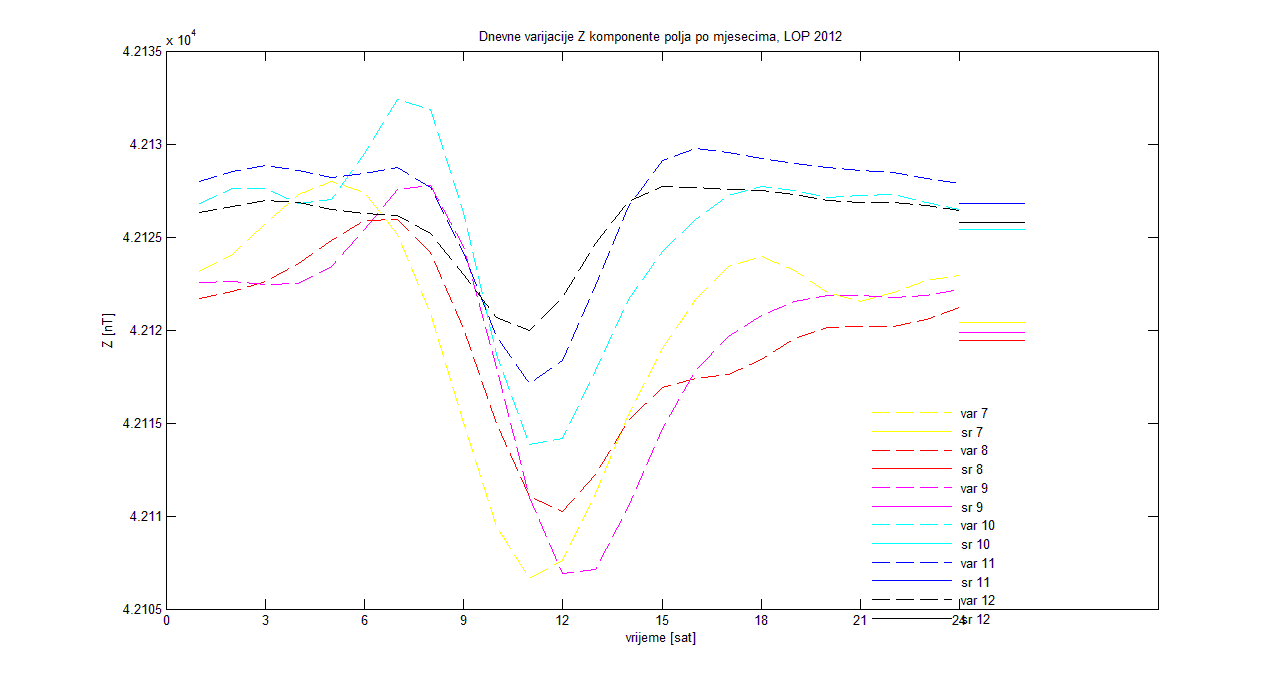 Dnevne varijacije Z komponente polja po mjesecima, LOP 2012
x 10^4
4.2135
4.213
4.2125
4.212
4.2115
4.211
4.2105
Z [nT]
0 3 6 9 12 15 18 21 24
vrijeme [sat]
var 7
sr 7
var 8
sr 8
var 9
sr 9
var 10
sr 10
var 11
sr 11
var 12
sr 12